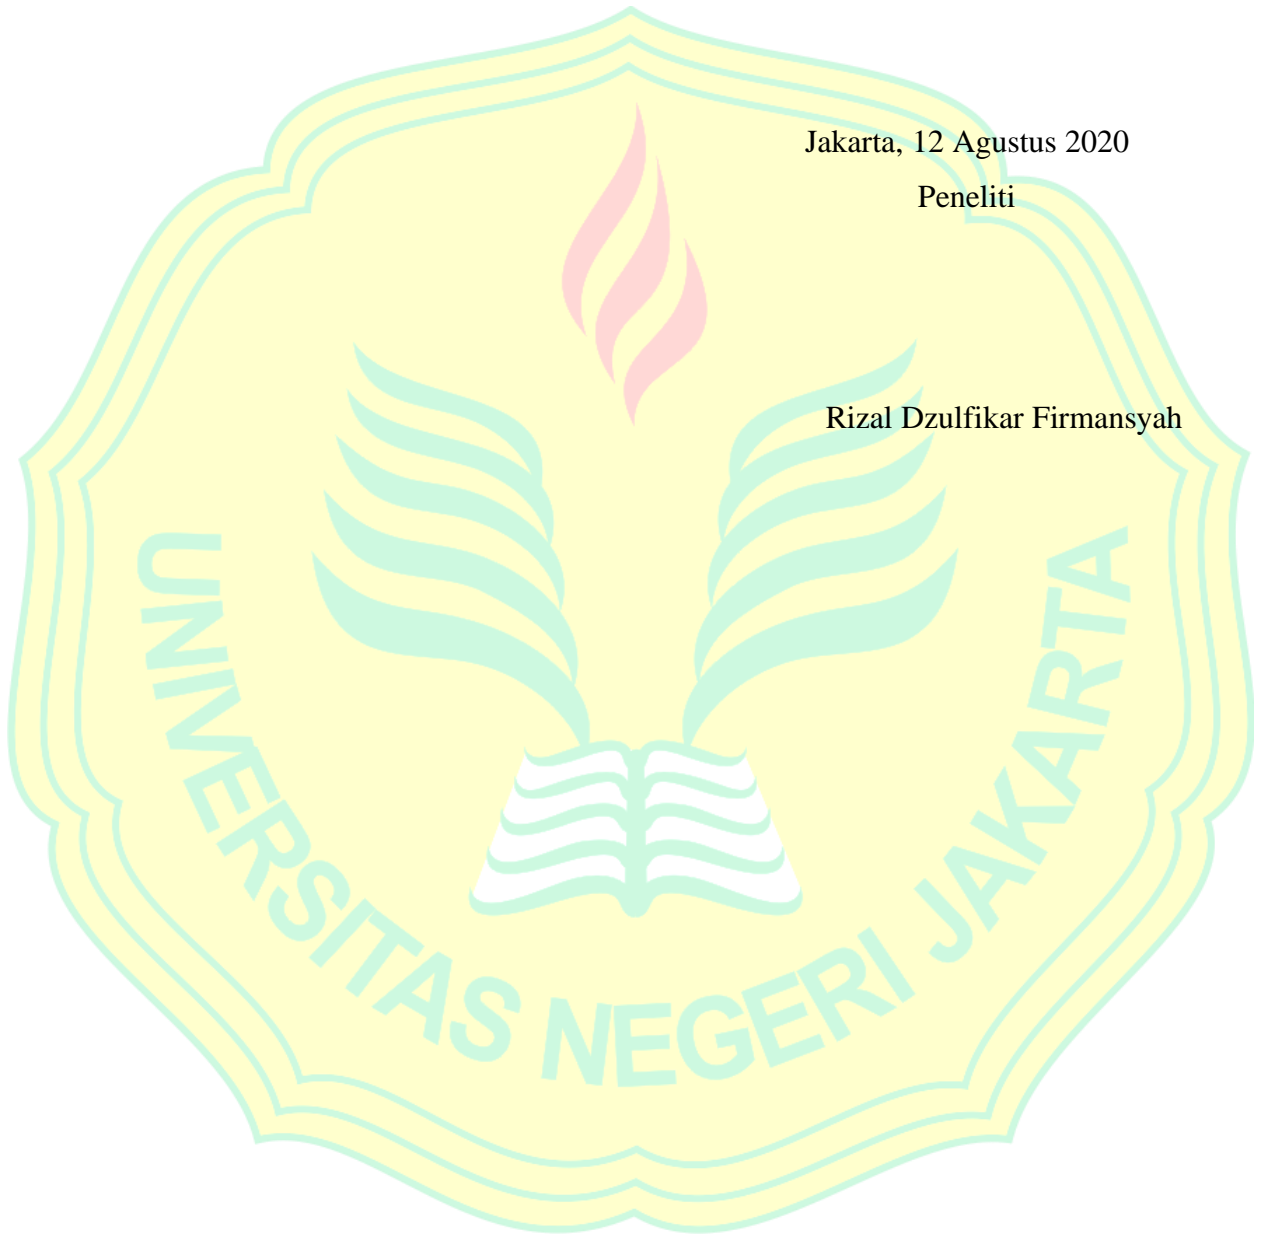 Jakarta, 12 Agustus 2020
Peneliti
Rizal Dzulfikar Firmansyah
UNIVERSITAS NEGERI JAKARTA